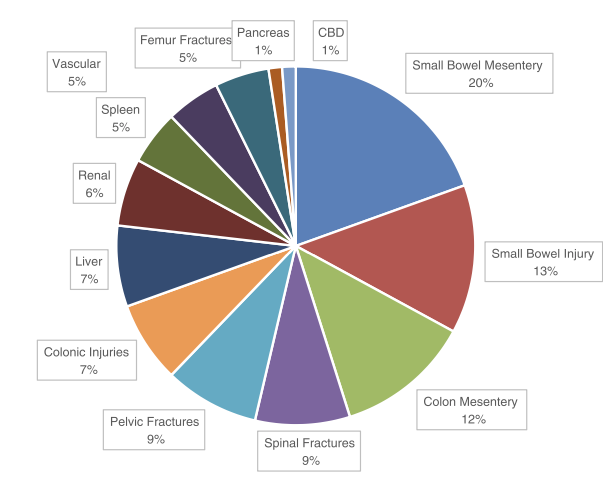 Small Bowel Mesentery
20%
Small Bowel Injury
13%
Colon Mesentery
12%
Spinal Fractures
9%
Pelvic Fractures
9%
Colonic Injuries
7%
Liver
7%
Renal
6%
Spleen
5%
Vascular
5%
Femur Fractures
5%
Pancreas
1%
CBD
1%